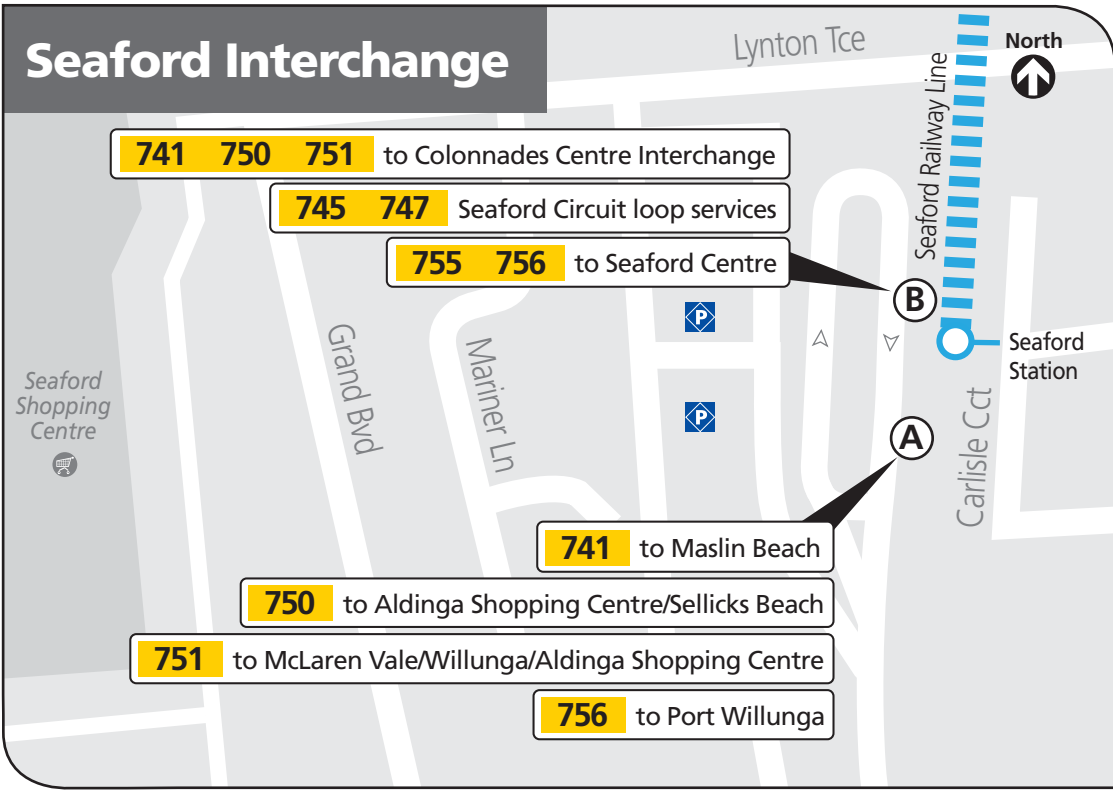 Seaford Interchange
Lynton Tce
North
Seaford Railway Line
741 750 751 to Colonnades Centre Interchange
745 747 Seaford Circuit loop services
755 756 to Seaford Centre
B
P
Grand Bvd
Mariner Ln
Seaford
Station
Seaford
Shopping
Centre
P
A
Carlisle Cct
741 to Maslin Beach
750 to Aldinga Shopping Centre/Sellicks Beach
751 to McLaren Vale/Willunga/Aldinga Shopping Centre
756 to Port Willunga